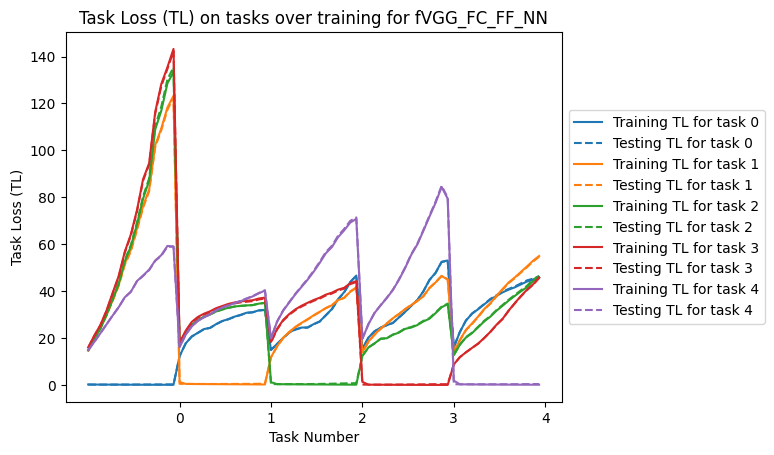 Task Loss (TL) on tasks over training for fVGG_FC_FF_NN
Task Loss (TL)
140
120
100
80
60
40
20
0
0 1 2 3 4
Task Number
Training TL for task 0
Testing TL for task 0
Training TL for task 1
Testing TL for task 1
Training TL for task 2
Testing TL for task 2
Training TL for task 3
Testing TL for task 3
Training TL for task 4
Testing TL for task 4